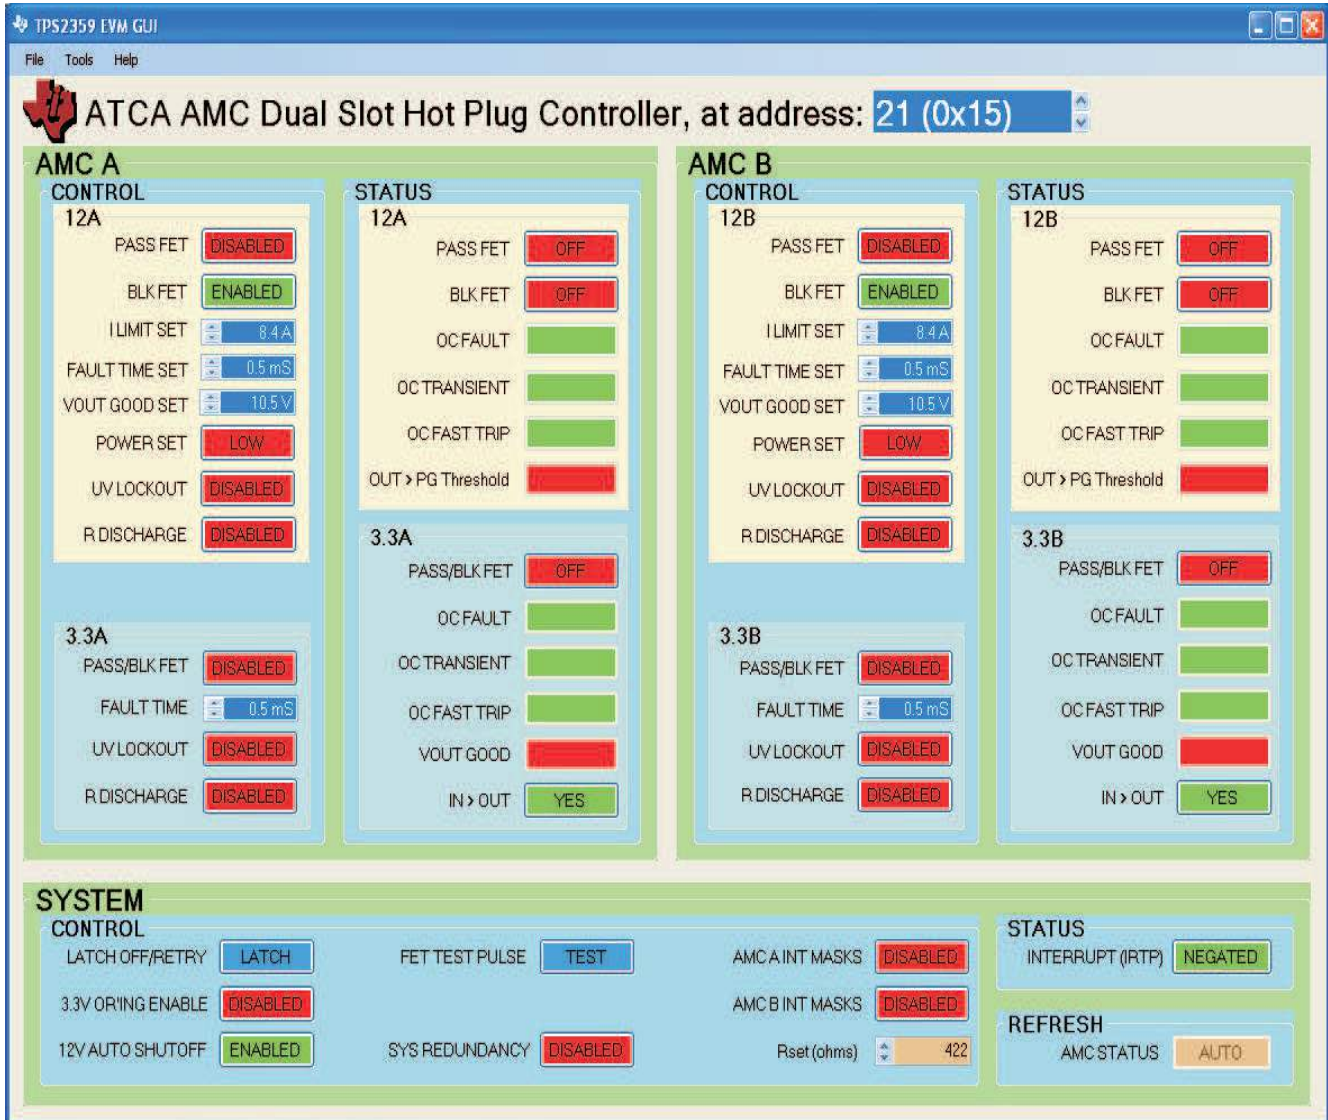 TPS2359 EVM GUI
File Tools Help
ATCA AMC Dual Slot Hot Plug Controller, at address: 21 (0x15)
AMC A
CONTROL
12A
PASS FET DISABLED
BLK FET ENABLED
I LIMIT SET 8.4 A
FAULT TIME SET 0.5 mS
VOUT GOOD SET 10.5 V
POWER SET LOW
UV LOCKOUT DISABLED
R DISCHARGE DISABLED
3.3A
PASS/BLK FET DISABLED
FAULT TIME 0.5 mS
UV LOCKOUT DISABLED
R DISCHARGE DISABLED
STATUS
12A
PASS FET OFF
BLK FET OFF
OC FAULT
OC TRANSIENT
OC FAST TRIP
OUT > PG Threshold
3.3A
PASS/BLK FET OFF
OC FAULT
OC TRANSIENT
OC FAST TRIP
VOUT GOOD
IN > OUT YES
AMC B
CONTROL
12B
PASS FET DISABLED
BLK FET ENABLED
I LIMIT SET 8.4 A
FAULT TIME SET 0.5 mS
VOUT GOOD SET 10.5 V
POWER SET LOW
UV LOCKOUT DISABLED
R DISCHARGE DISABLED
3.3B
PASS/BLK FET DISABLED
FAULT TIME 0.5 mS
UV LOCKOUT DISABLED
R DISCHARGE DISABLED
STATUS
12B
PASS FET OFF
BLK FET OFF
OC FAULT
OC TRANSIENT
OC FAST TRIP
OUT > PG Threshold
3.3B
PASS/BLK FET OFF
OC FAULT
OC TRANSIENT
OC FAST TRIP
VOUT GOOD
IN > OUT YES
SYSTEM
CONTROL
LATCH OFF/RETRY LATCH FET TEST PULSE TEST AMC A INT MASKS DISABLED
3.3V OR'ING ENABLE DISABLED AMC B INT MASKS DISABLED
12V AUTO SHUTOFF ENABLED SYS REDUNDANCY DISABLED Rset (ohms) 422
STATUS
INTERRUPT (IRTP) NEGATED
REFRESH
AMC STATUS AUTO